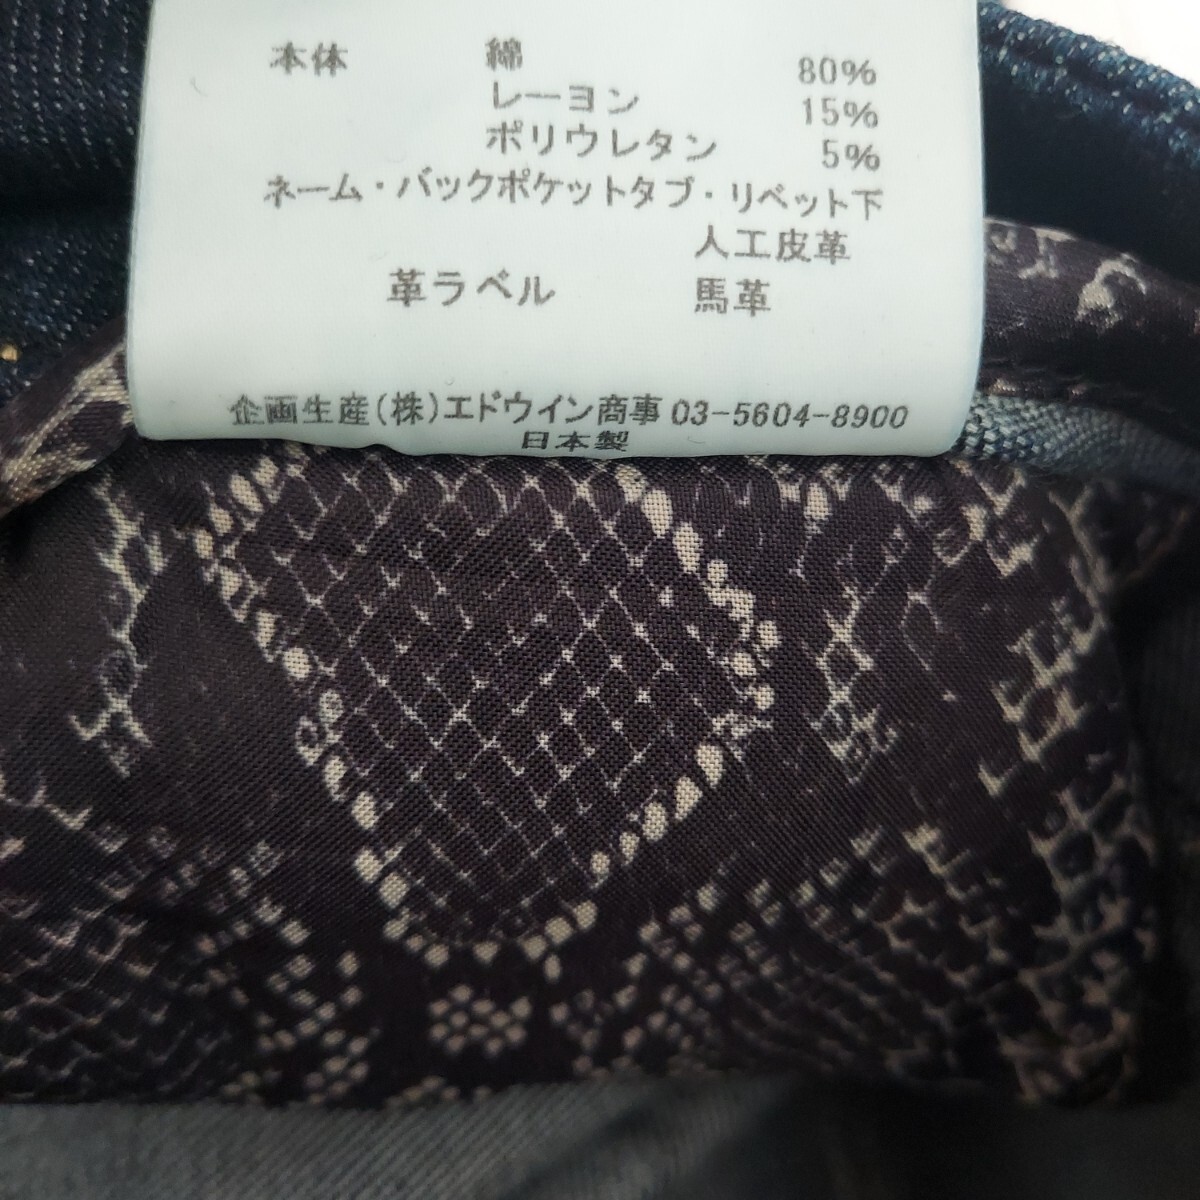 本体 綿 80%
レーヨン 15%
ポリウレタン 5%
ネーム・バックポケットタブ・リベット下
人工皮革
革ラベル 馬革
企画生産(株)エドウイン商事 03-5604-8900
日本製